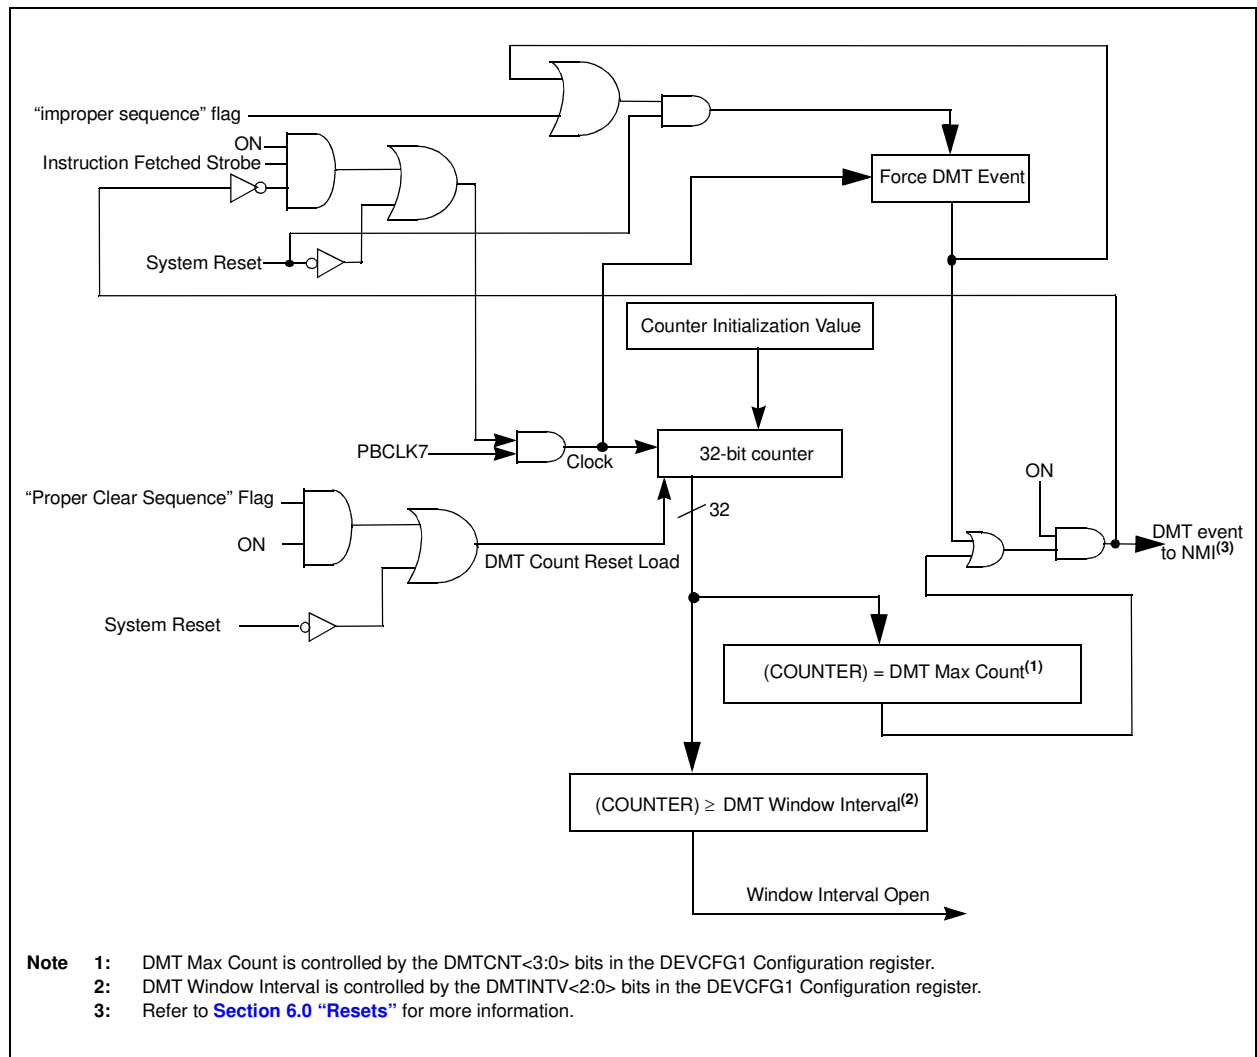 “improper sequence” flag
ON
Instruction Fetched Strobe
Force DMT Event
System Reset
Counter Initialization Value
PBCLK7
Clock
32-bit counter
“Proper Clear Sequence” Flag
32
ON
ON
DMT event
to NMI(3)
DMT Count Reset Load
System Reset
(COUNTER) = DMT Max Count(1)
(COUNTER) ≥ DMT Window Interval(2)
Window Interval Open
Note 1: DMT Max Count is controlled by the DMTCNT<3:0> bits in the DEVCFG1 Configuration register.
2: DMT Window Interval is controlled by the DMTINTV<2:0> bits in the DEVCFG1 Configuration register.
3: Refer to Section 6.0 “Resets” for more information.